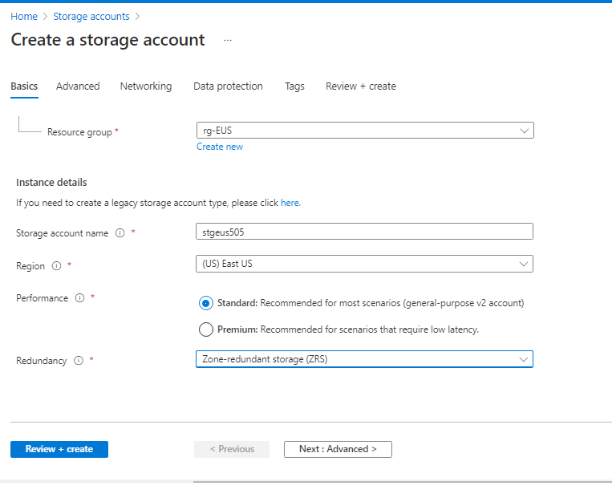 Home > Storage accounts >
Create a storage account ...
Basics Advanced Networking Data protection Tags Review + create
Resource group *
rg-EUS
Create new
Instance details
If you need to create a legacy storage account type, please click here.
Storage account name * stgeus505
Region * (US) East US
Performance * Standard: Recommended for most scenarios (general-purpose v2 account)
Premium: Recommended for scenarios that require low latency.
Redundancy * Zone-redundant storage (ZRS)
Review + create < Previous Next : Advanced >